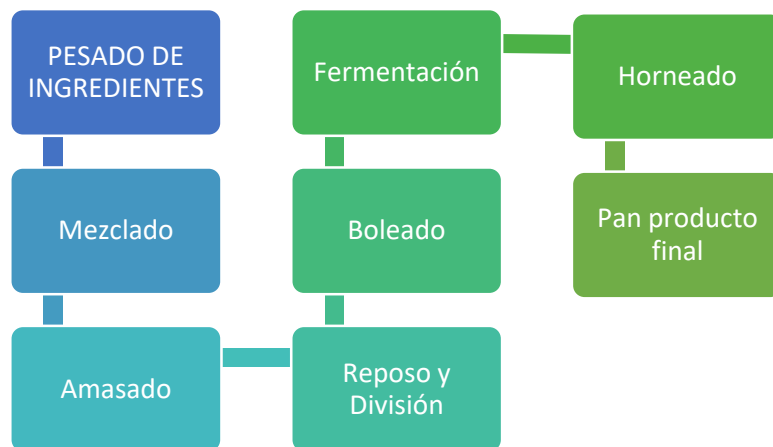 PESADO DE
INGREDIENTES
Mezclado
Amasado
Reposo y
División
Boleado
Fermentación
Horneado
Pan producto
final